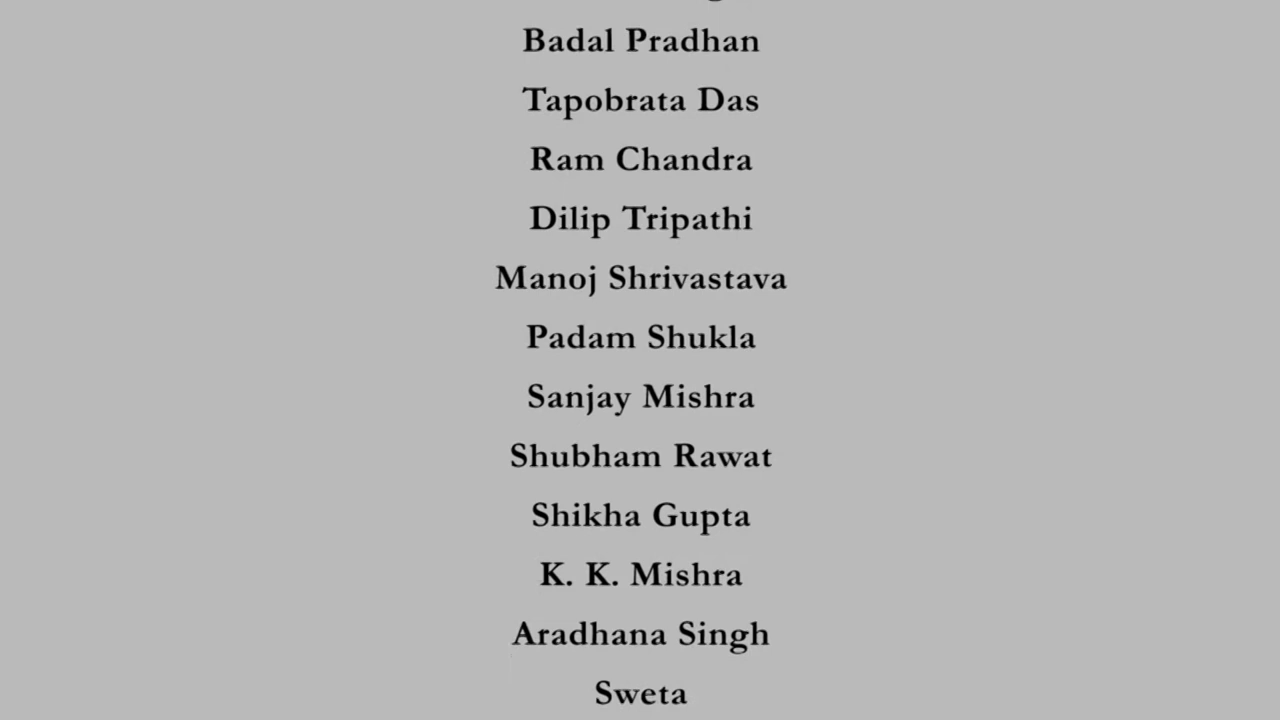 Badal Pradhan
Tapobrata Das
Ram Chandra
Dilip Tripathi
Manoj Shrivastava
Padam Shukla
Sanjay Mishra
Shubham Rawat
Shikha Gupta
K. K. Mishra
Aradhana Singh
Sweta